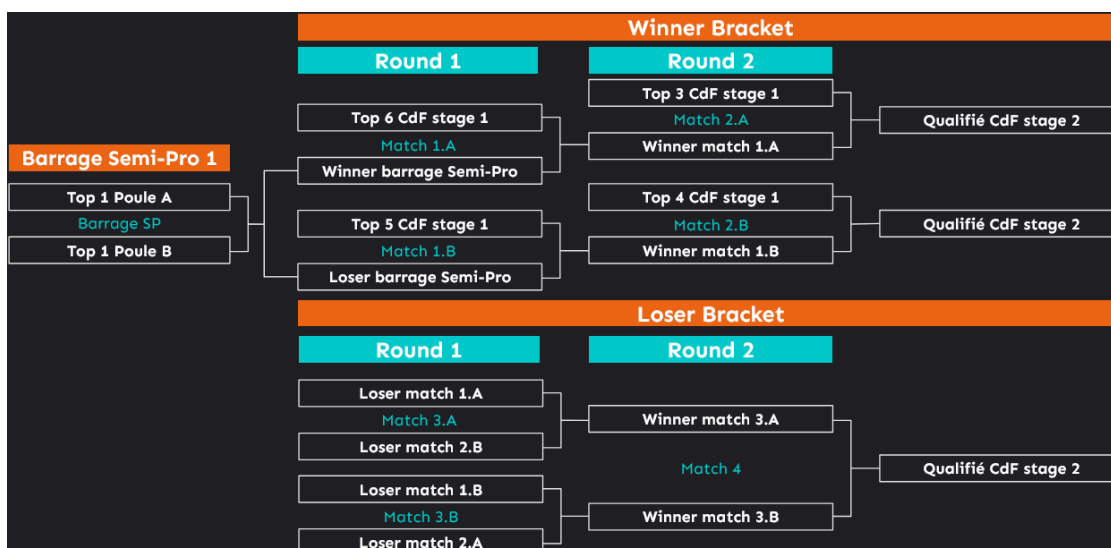 Winner Bracket
Round 1
Round 2
Top 3 CdF stage 1
Top 6 CdF stage 1
Match 2.A
Qualifié CdF stage 2
Match 1.A
Winner match 1.A
Barrage Semi-Pro 1
Winner barrage Semi-Pro
Top 1 Poule A
Top 4 CdF stage 1
Barrage SP
Top 5 CdF stage 1
Match 2.B
Qualifié CdF stage 2
Top 1 Poule B
Match 1.B
Winner match 1.B
Loser barrage Semi-Pro
Loser Bracket
Round 1
Round 2
Loser match 1.A
Match 3.A
Winner match 3.A
Loser match 2.B
Match 4
Qualifié CdF stage 2
Loser match 1.B
Match 3.B
Winner match 3.B
Loser match 2.A